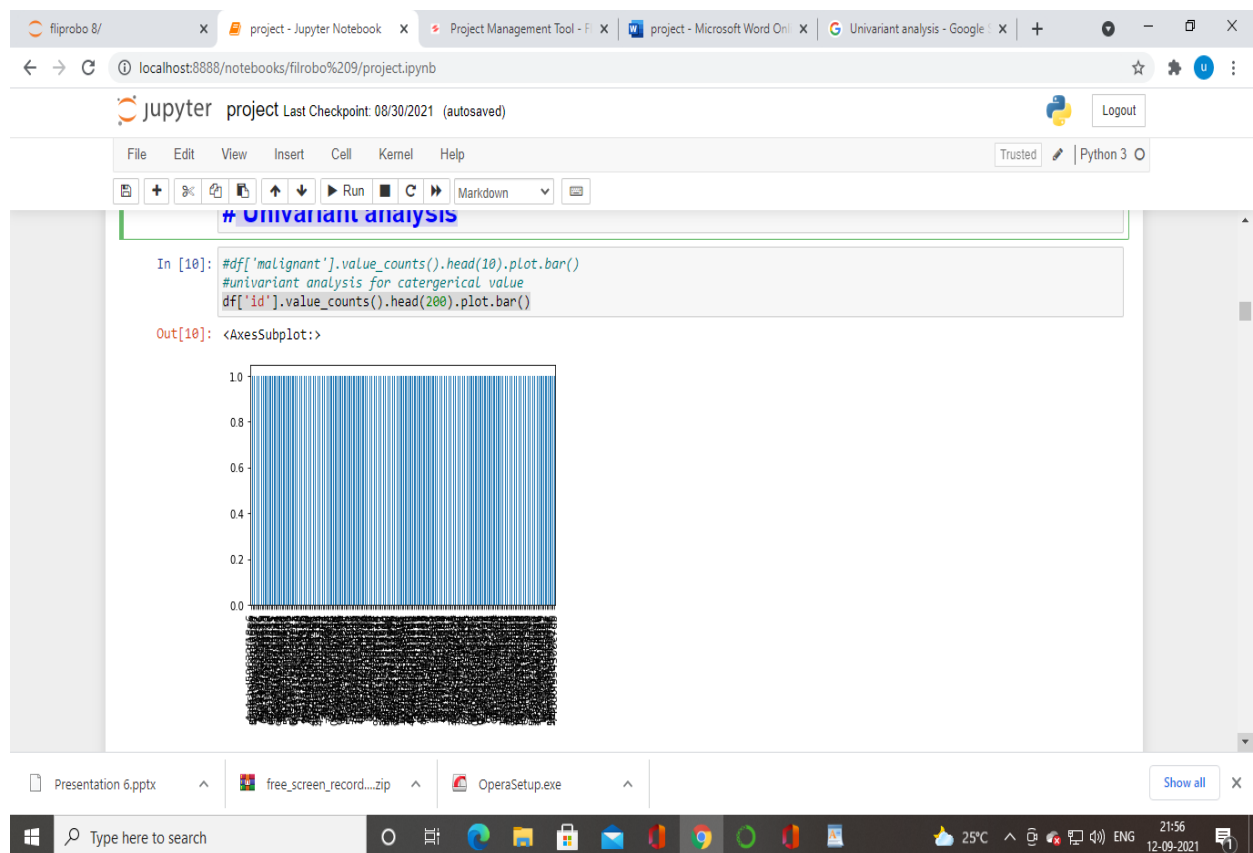 fliprobo 8/
project - Jupyter Notebook
Project Management Tool - Fl
project - Microsoft Word Onli
Univariant analysis - Google S
localhost:8888/notebooks/filrobo%209/project.ipynb
U
jupyter project Last Checkpoint: 08/30/2021 (autosaved)
Logout
File Edit View Insert Cell Kernel Help
Trusted
Python 3
Run
Markdown
# Univariant analysis
In [10]: #df['malignant'].value_counts().head(10).plot.bar()
#univariant analysis for catergerical value
df['id'].value_counts().head(200).plot.bar()
Out[10]: <AxesSubplot:>
1.0
0.8
0.6
0.4
0.2
0.0
Presentation 6.pptx
free_screen_record....zip
OperaSetup.exe
Show all
Type here to search
25°C
ENG
21:56
12-09-2021
1